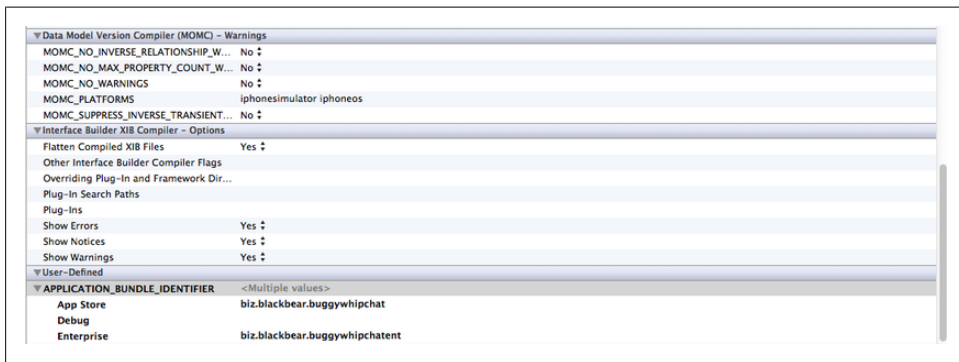 Data Model Version Compiler (MOMC) – Warnings
MOMC_NO_INVERSE_RELATIONSHIP_W... No
MOMC_NO_MAX_PROPERTY_COUNT_W... No
MOMC_NO_WARNINGS No
MOMC_PLATFORMS iphonesimulator iphoneos
MOMC_SUPPRESS_INVERSE_TRANSIENT... No
Interface Builder XIB Compiler – Options
Flatten Compiled XIB Files Yes
Other Interface Builder Compiler Flags
Overriding Plug-In and Framework Dir...
Plug-In Search Paths
Plug-Ins
Show Errors Yes
Show Notices Yes
Show Warnings Yes
User-Defined
APPLICATION_BUNDLE_IDENTIFIER <Multiple values>
App Store biz.blackbear.buggywhipchat
Debug
Enterprise biz.blackbear.buggywhipchatent